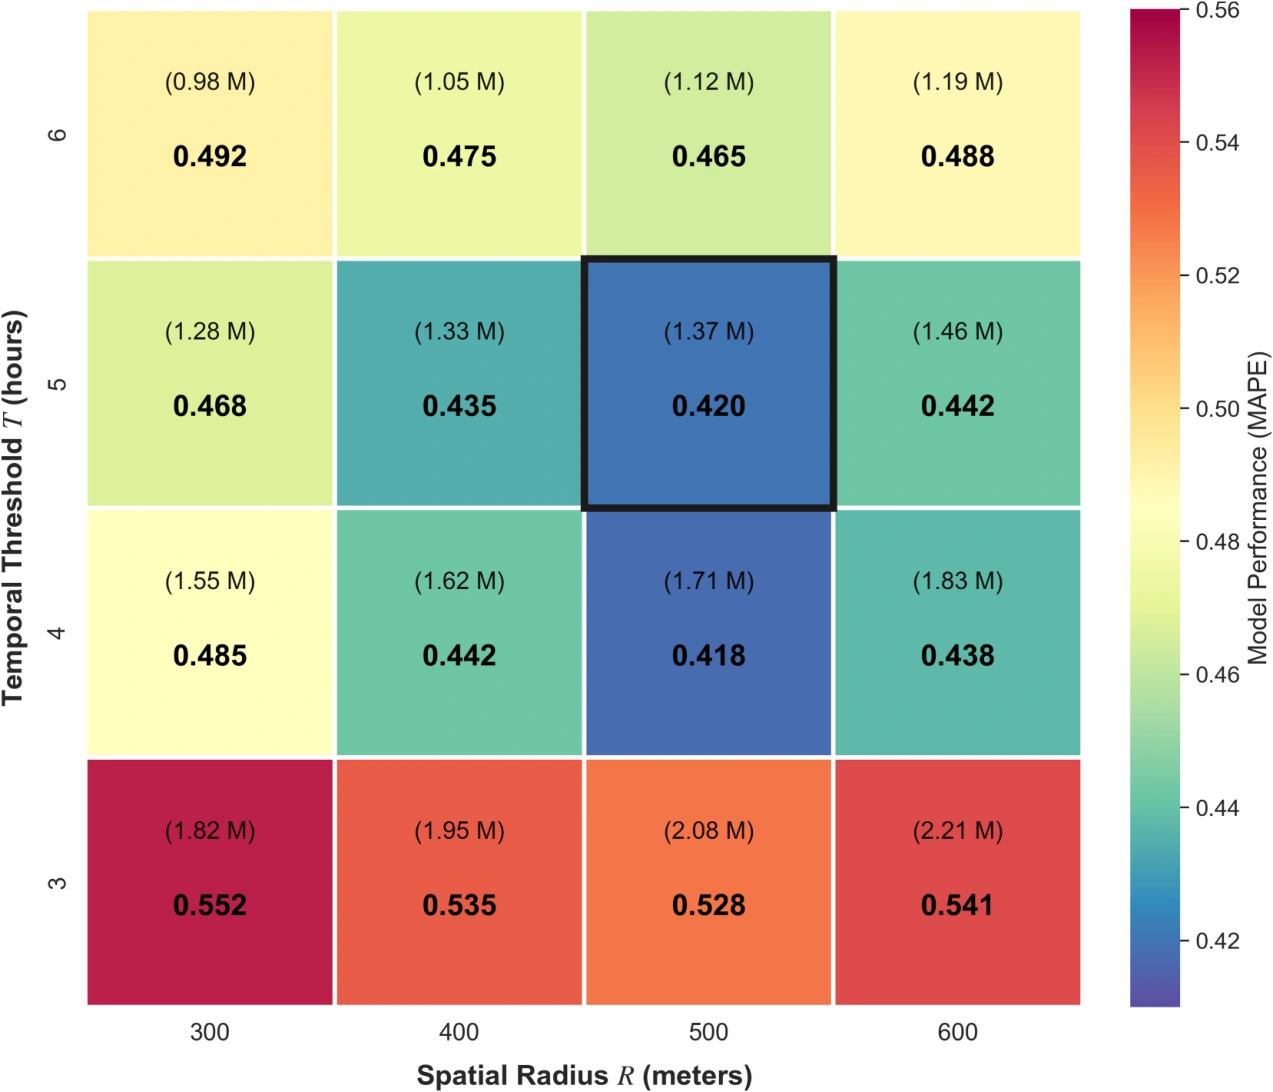 (0.98 M) (1.05 M) (1.12 M) (1.19 M)
6
0.492 0.475 0.465 0.488
(1.28 M) (1.33 M) (1.37 M) (1.46 M)
5
0.468 0.435 0.420 0.442
(1.55 M) (1.62 M) (1.71 M) (1.83 M)
4
0.485 0.442 0.418 0.438
(1.82 M) (1.95 M) (2.08 M) (2.21 M)
3
0.552 0.535 0.528 0.541
300 400 500 600
Spatial Radius R (meters)
Temporal Threshold T (hours)
0.56
0.54
0.52
0.50
0.48
0.46
0.44
0.42
Model Performance (MAPE)